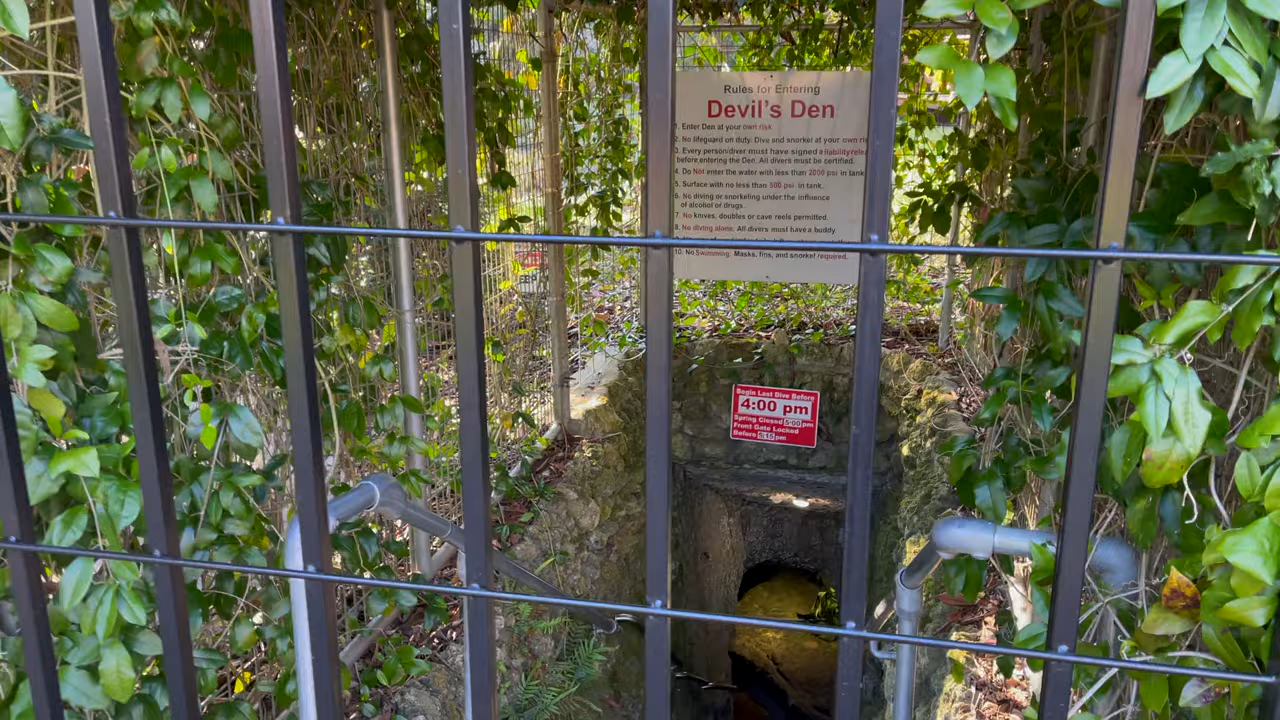 Rules for Entering
Devil's Den
1. Enter Den at your own risk
2. No lifeguard on duty. Dive and snorkel at your own
3. Every person/diver must have signed a liability
before entering the Den. All divers must be certified.
4. Do Not enter the water with less than 2000 psi in tank
5. Surface with no less than 500 psi in tank.
6. No diving or snorkeling under the influence
of alcohol or drugs.
7. No knives, doubles or cave reels permitted.
8. No diving alone. All divers must have a buddy.
10. No Swimming. Masks, fins, and snorkel required.
Begin Last Dive Before
4:00 pm
Spring Closed 5:00 pm
Front Gate Locked
Before 5:15 pm